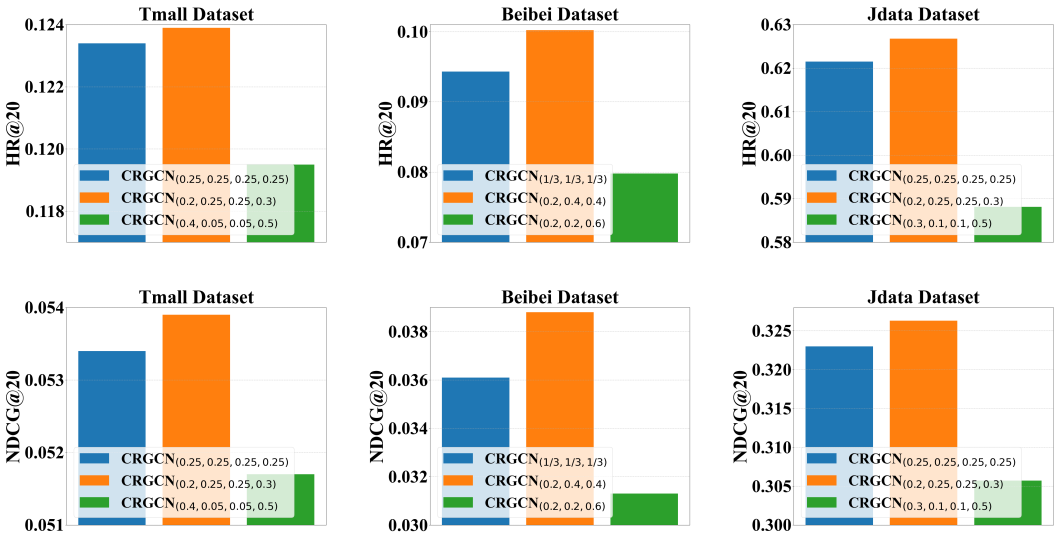 Tmall Dataset
HR@20
0.124
0.122
0.120
0.118
CRGCN(0.25, 0.25, 0.25, 0.25)
CRGCN(0.2, 0.25, 0.25, 0.3)
CRGCN(0.4, 0.05, 0.05, 0.5)
Beibei Dataset
HR@20
0.10
0.09
0.08
0.07
CRGCN(1/3, 1/3, 1/3)
CRGCN(0.2, 0.4, 0.4)
CRGCN(0.2, 0.2, 0.6)
Jdata Dataset
HR@20
0.63
0.62
0.61
0.60
0.59
0.58
CRGCN(0.25, 0.25, 0.25, 0.25)
CRGCN(0.2, 0.25, 0.25, 0.3)
CRGCN(0.3, 0.1, 0.1, 0.5)
Tmall Dataset
NDCG@20
0.054
0.053
0.052
0.051
CRGCN(0.25, 0.25, 0.25, 0.25)
CRGCN(0.2, 0.25, 0.25, 0.3)
CRGCN(0.4, 0.05, 0.05, 0.5)
Beibei Dataset
NDCG@20
0.038
0.036
0.034
0.032
0.030
CRGCN(1/3, 1/3, 1/3)
CRGCN(0.2, 0.4, 0.4)
CRGCN(0.2, 0.2, 0.6)
Jdata Dataset
NDCG@20
0.325
0.320
0.315
0.310
0.305
0.300
CRGCN(0.25, 0.25, 0.25, 0.25)
CRGCN(0.2, 0.25, 0.25, 0.3)
CRGCN(0.3, 0.1, 0.1, 0.5)